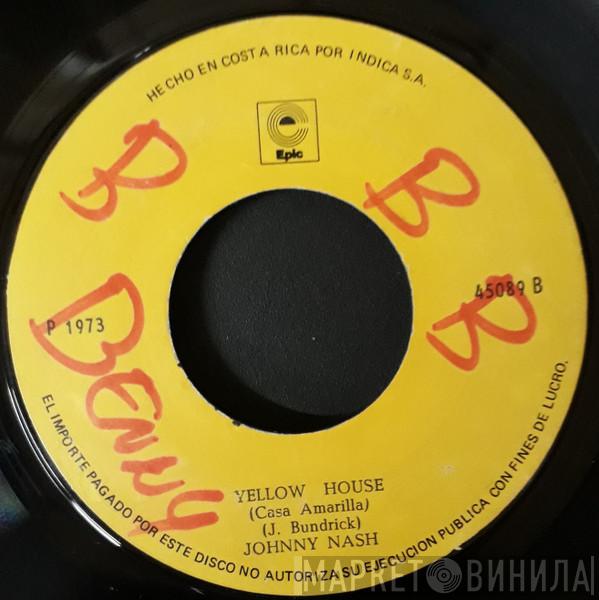 HECHO EN COSTA RICA POR INDICA S.A.
Epic
B
B
B
BENNY
P 1973
45089 B
YELLOW HOUSE
(Casa Amarilla)
(J. Bundrick)
JOHNNY NASH
EL IMPORTE PAGADO POR ESTE DISCO NO AUTORIZA SU EJECUCION PUBLICA CON FINES DE LUCRO.
МАРКЕТ ВИНИЛА